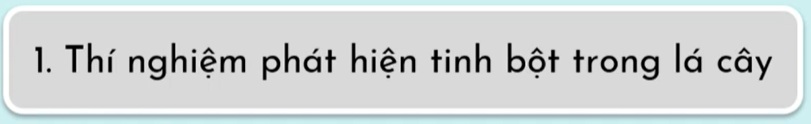 1. Thí nghiệm phát hiện tinh bột trong lá cây